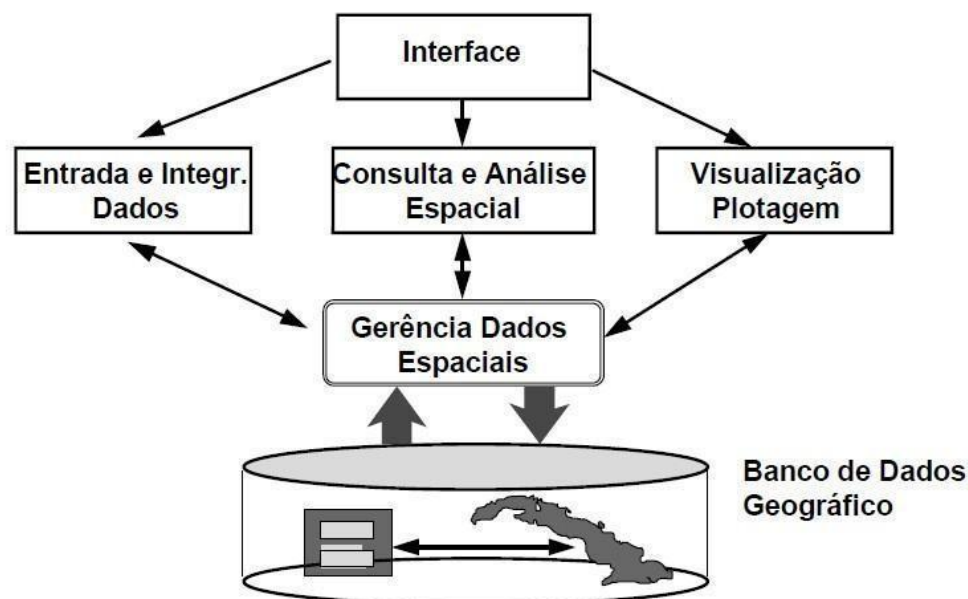 Interface
Entrada e Integr.
Dados
Consulta e Análise
Espacial
Visualização
Plotagem
Gerência Dados
Espaciais
Banco de Dados
Geográfico